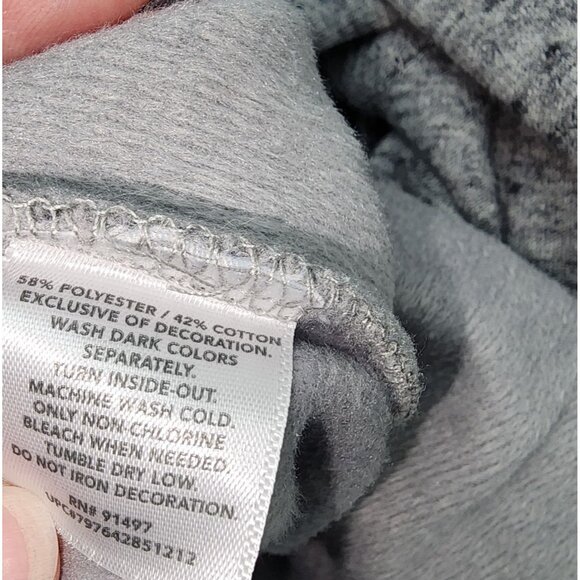 58% POLYESTER / 42% COTTON
EXCLUSIVE OF DECORATION.
WASH DARK COLORS
SEPARATELY.
TURN INSIDE-OUT.
MACHINE WASH COLD.
ONLY NON-CHLORINE
BLEACH WHEN NEEDED.
TUMBLE DRY LOW.
DO NOT IRON DECORATION.
RN# 91497
UPC#797642851212